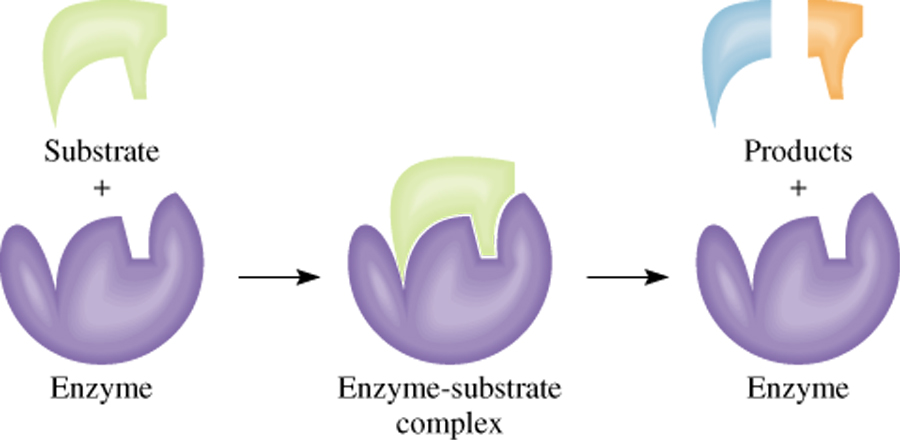 Substrate
+
Enzyme
Enzyme-substrate
complex
Products
+
Enzyme